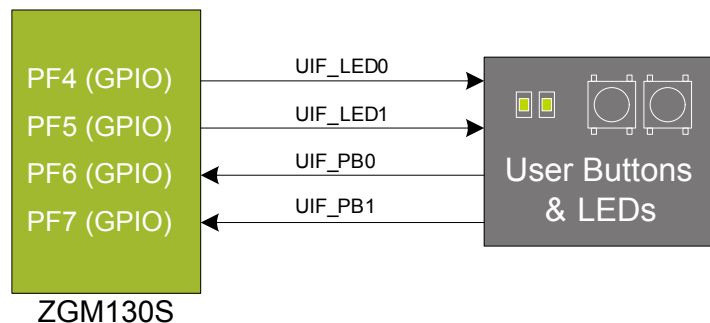 PF4 (GPIO)
UIF_LED0
PF5 (GPIO)
UIF_LED1
PF6 (GPIO)
UIF_PB0
PF7 (GPIO)
UIF_PB1
User Buttons
& LEDs
ZGM130S